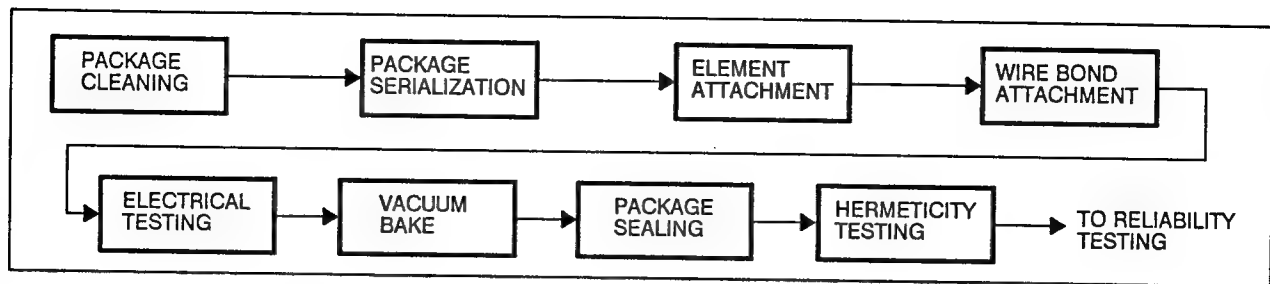 PACKAGE
CLEANING
PACKAGE
SERIALIZATION
ELEMENT
ATTACHMENT
WIRE BOND
ATTACHMENT
ELECTRICAL
TESTING
VACUUM
BAKE
PACKAGE
SEALING
HERMETICITY
TESTING
TO RELIABILITY
TESTING